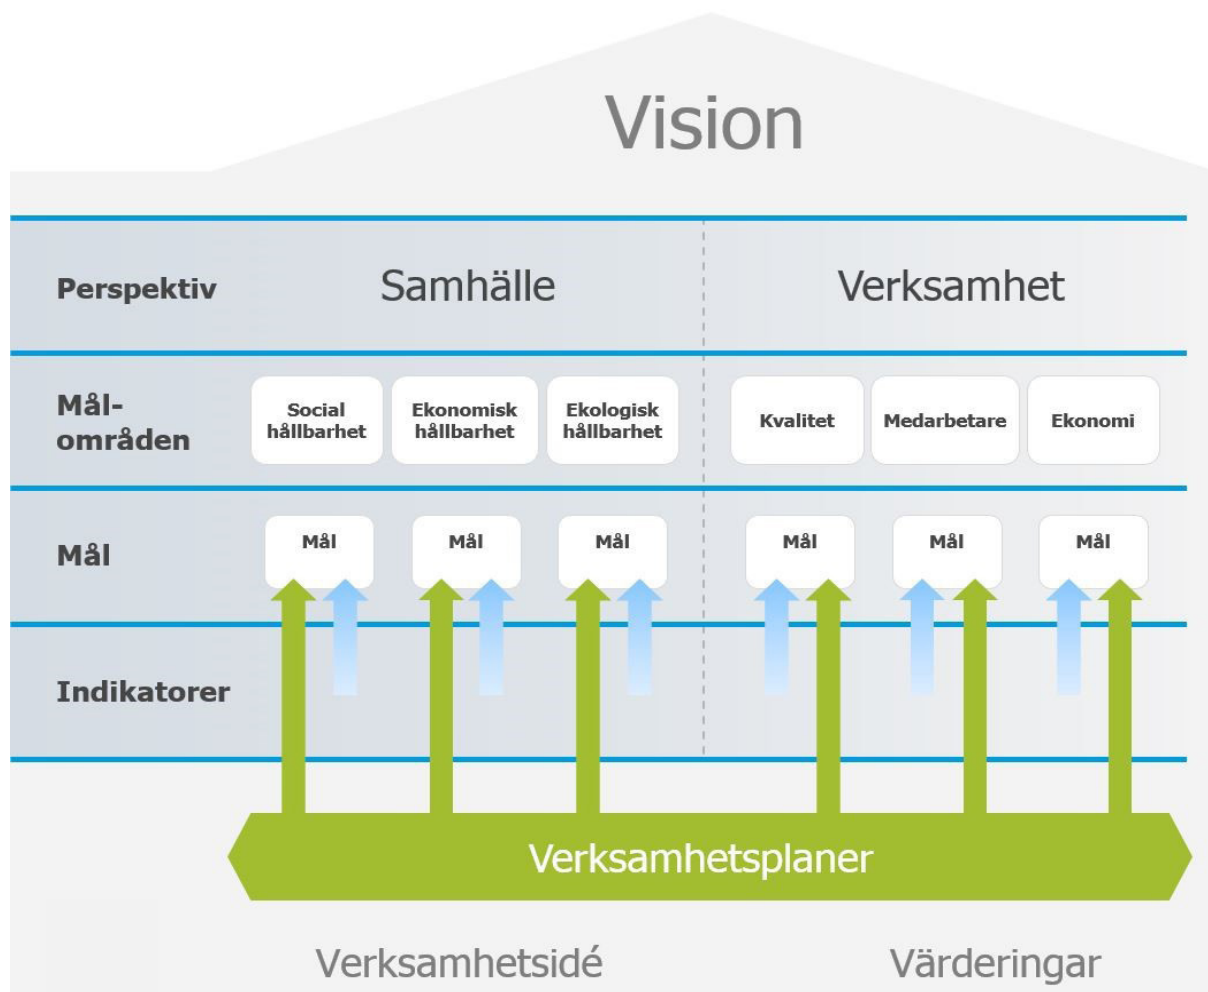 Vision
Perspektiv
Samhälle
Verksamhet
Mål-
områden
Social
hållbarhet
Ekonomisk
hållbarhet
Ekologisk
hållbarhet
Kvalitet
Medarbetare
Ekonomi
Mål
Mål
Mål
Mål
Mål
Mål
Mål
Indikatorer
Verksamhetsplaner
Verksamhetsidé
Värderingar